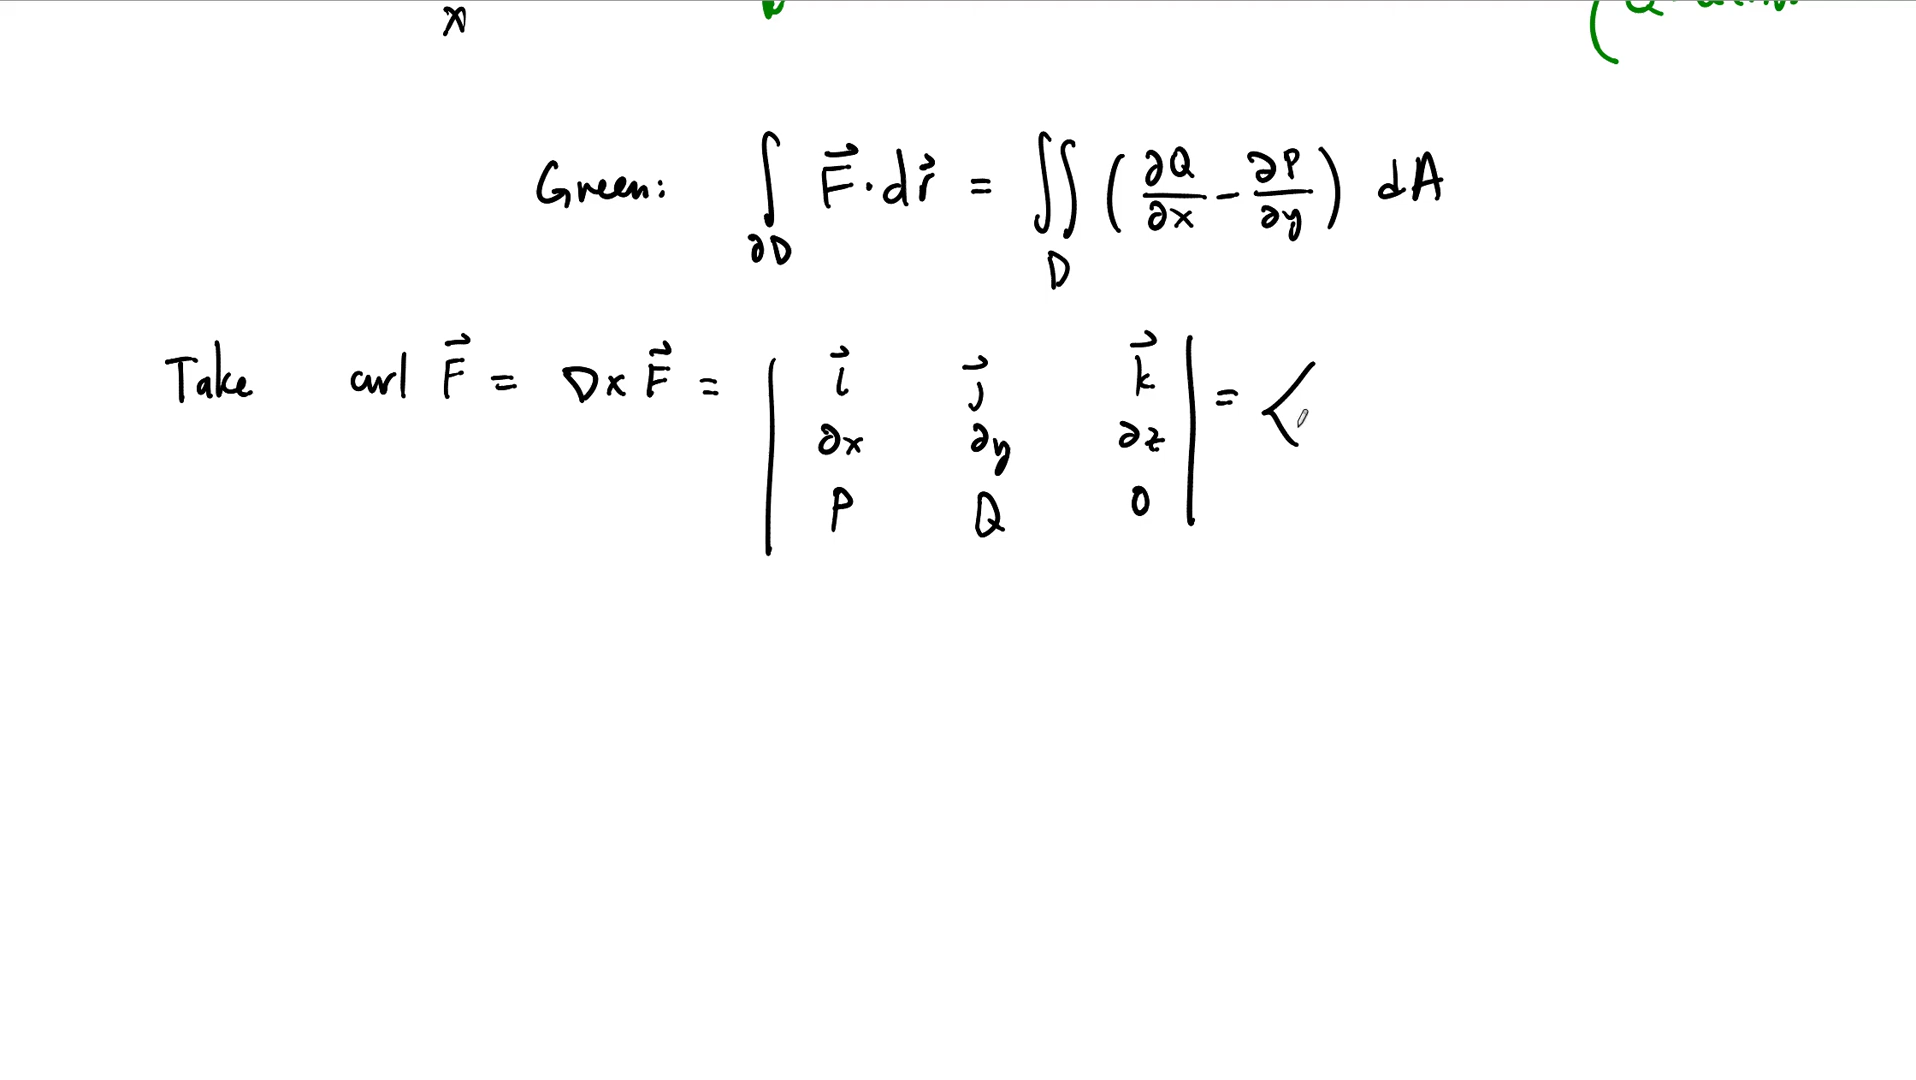 x
Green: ∫_{∂D} F⃗ · dr⃗ = ∬_D (∂Q/∂x − ∂P/∂y) dA
Take curl F⃗ = ∇ × F⃗ = | i⃗ j⃗ k⃗ | = ⟨
∂x ∂y ∂z
P Q 0